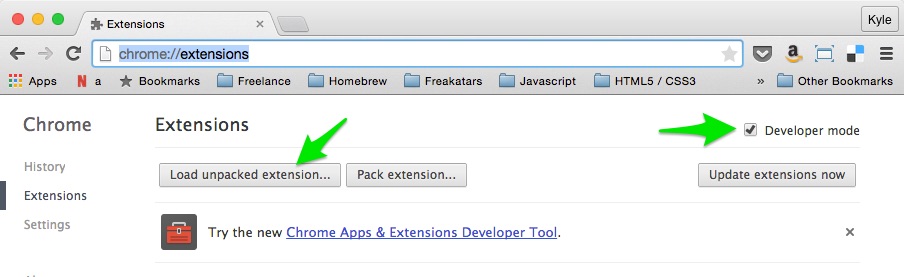 Extensions
Kyle
chrome://extensions
Apps N a Bookmarks Freelance Homebrew Freakatars Javascript HTML5 / CSS3 » Other Bookmarks
Chrome
Extensions
Developer mode
History
Extensions
Settings
Load unpacked extension... Pack extension... Update extensions now
Try the new Chrome Apps & Extensions Developer Tool.